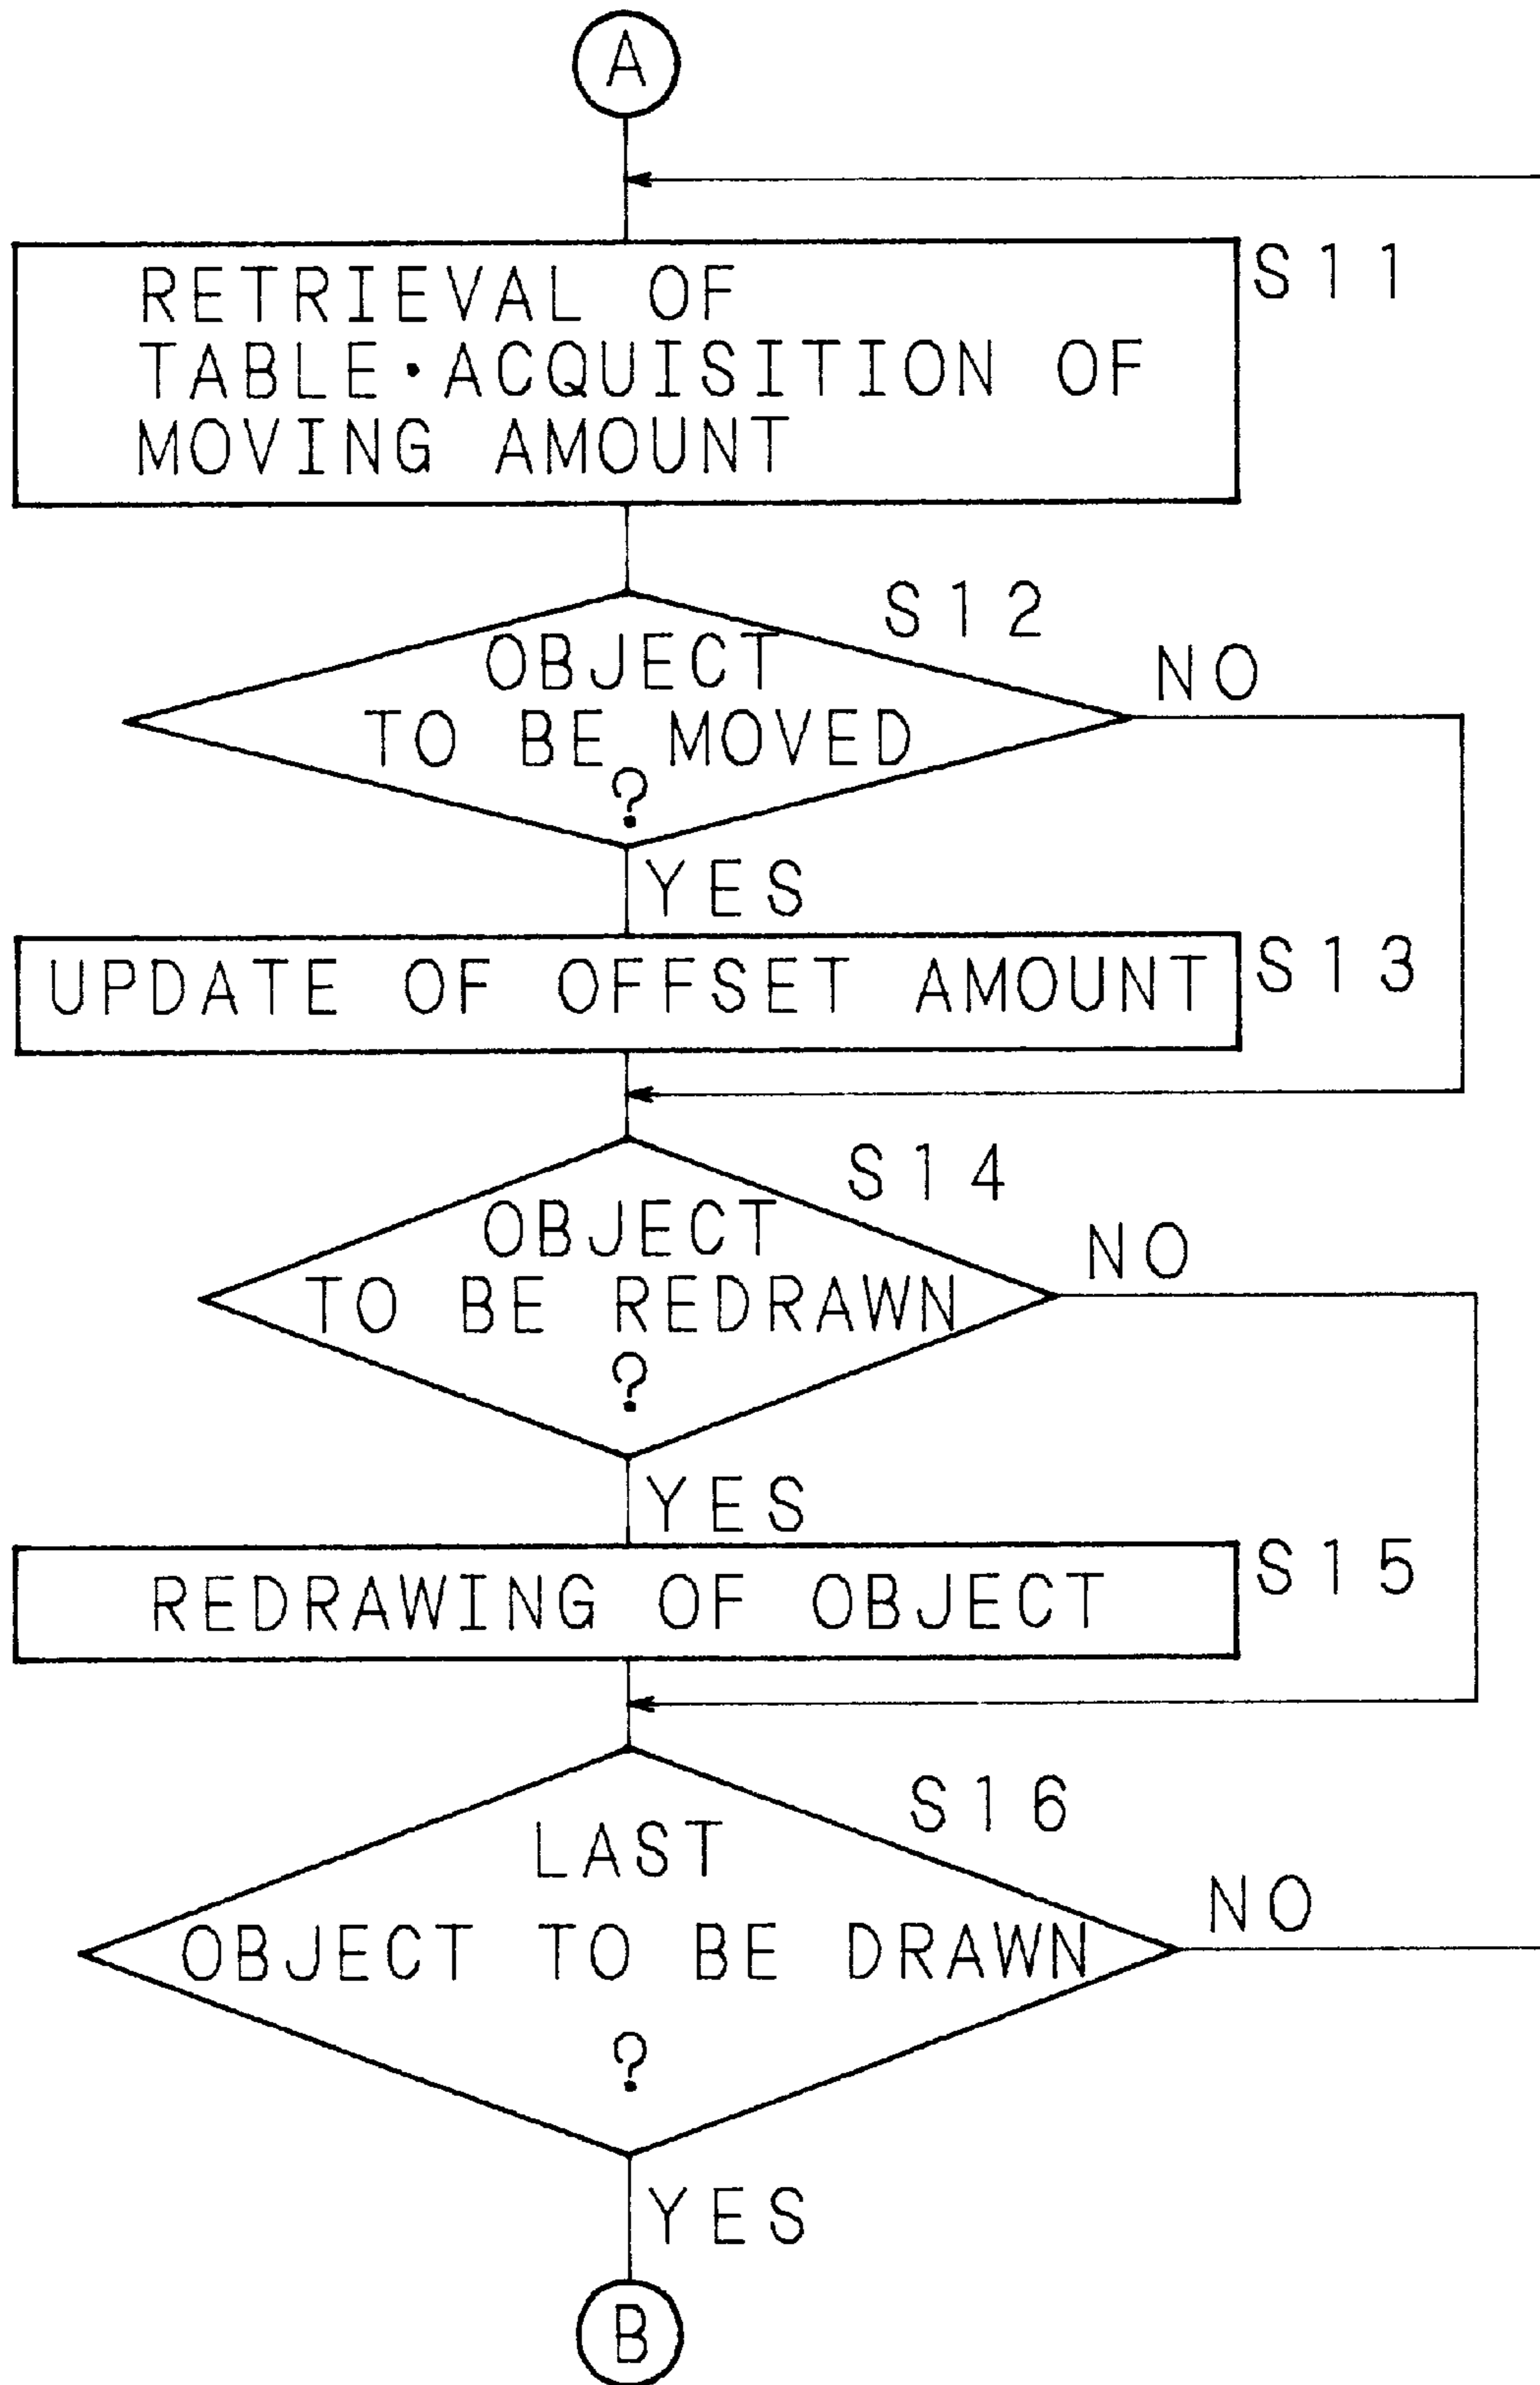 A
RETRIEVAL OF
S11
TABLE·ACQUISITION OF
MOVING AMOUNT
S12
OBJECT
NO
TO BE MOVED
?
YES
UPDATE OF OFFSET AMOUNT
S13
S14
OBJECT
NO
TO BE REDRAWN
?
YES
REDRAWING OF OBJECT
S15
S16
LAST
NO
OBJECT TO BE DRAWN
?
YES
B